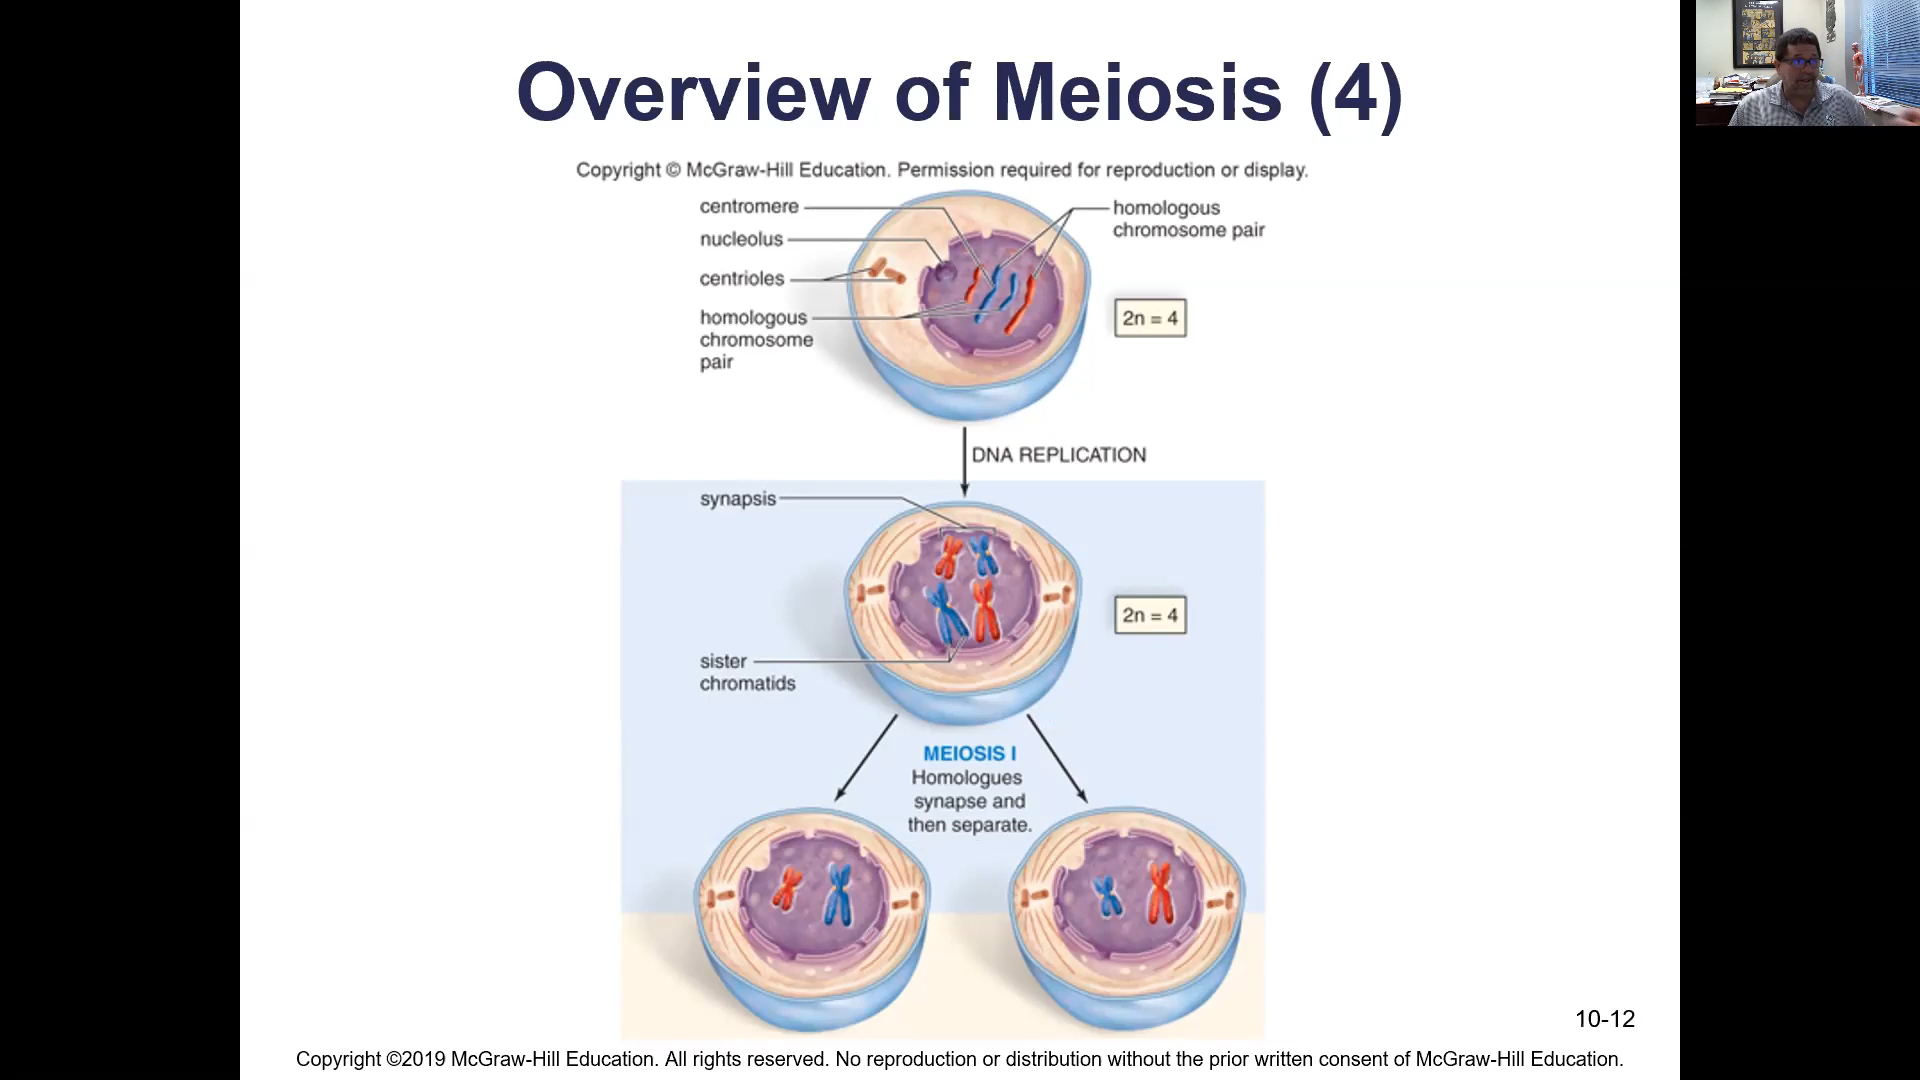 Overview of Meiosis (4)
Copyright © McGraw-Hill Education. Permission required for reproduction or display.
centromere
nucleolus
centrioles
homologous
chromosome
pair
homologous
chromosome pair
2n = 4
DNA REPLICATION
synapsis
2n = 4
sister
chromatids
MEIOSIS I
Homologues
synapse and
then separate.
10-12
Copyright ©2019 McGraw-Hill Education. All rights reserved. No reproduction or distribution without the prior written consent of McGraw-Hill Education.